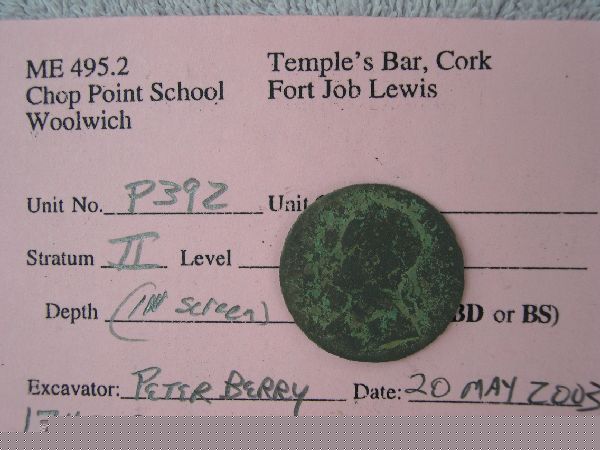 ME 495.2 Temple's Bar, Cork
Chop Point School Fort Job Lewis
Woolwich
Unit No. P392 Unit
Stratum II Level
Depth (in screen) BD or BS)
Excavator: PETER BERRY Date: 20 MAY 2003